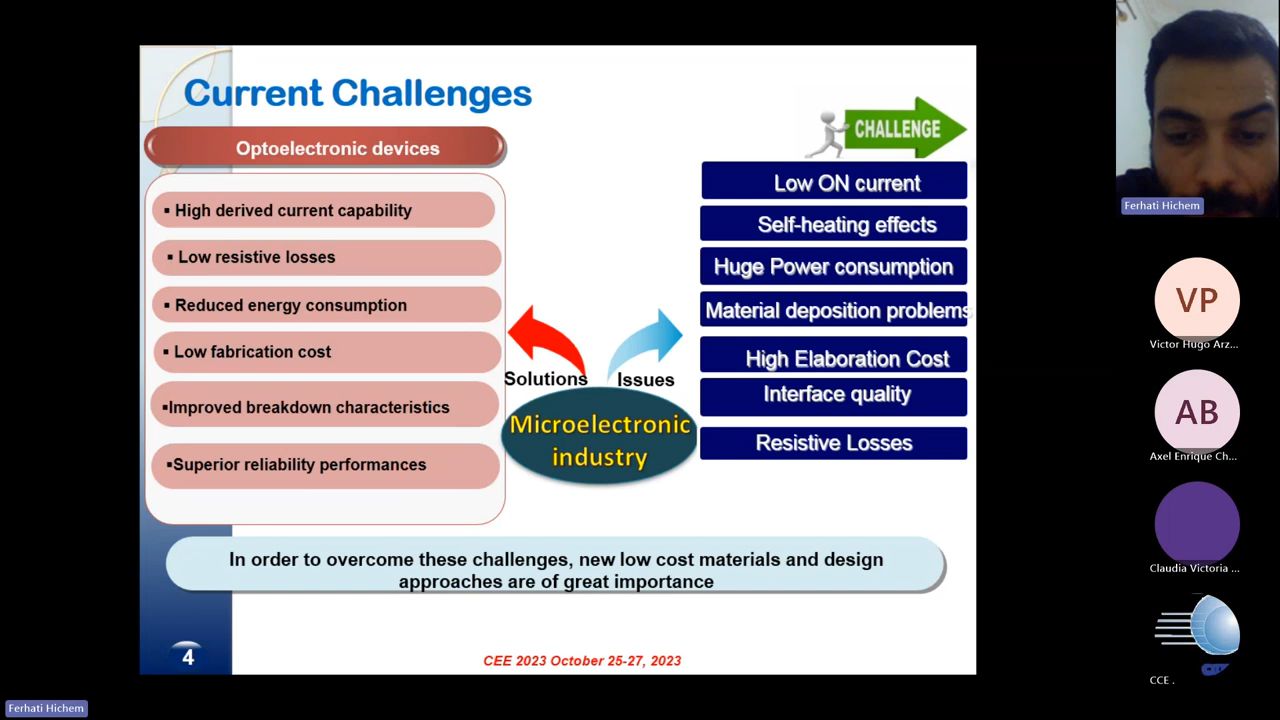 Current Challenges
CHALLENGE
Optoelectronic devices
▪ High derived current capability
▪ Low resistive losses
▪ Reduced energy consumption
▪ Low fabrication cost
▪Improved breakdown characteristics
▪Superior reliability performances
Solutions
Issues
Microelectronic
industry
Low ON current
Self-heating effects
Huge Power consumption
Material deposition problems
High Elaboration Cost
Interface quality
Resistive Losses
In order to overcome these challenges, new low cost materials and design
approaches are of great importance
4
CEE 2023 October 25-27, 2023
Ferhati Hichem
VP
Victor Hugo Arz...
AB
Axel Enrique Ch...
Claudia Victoria ...
CCE .
Ferhati Hichem